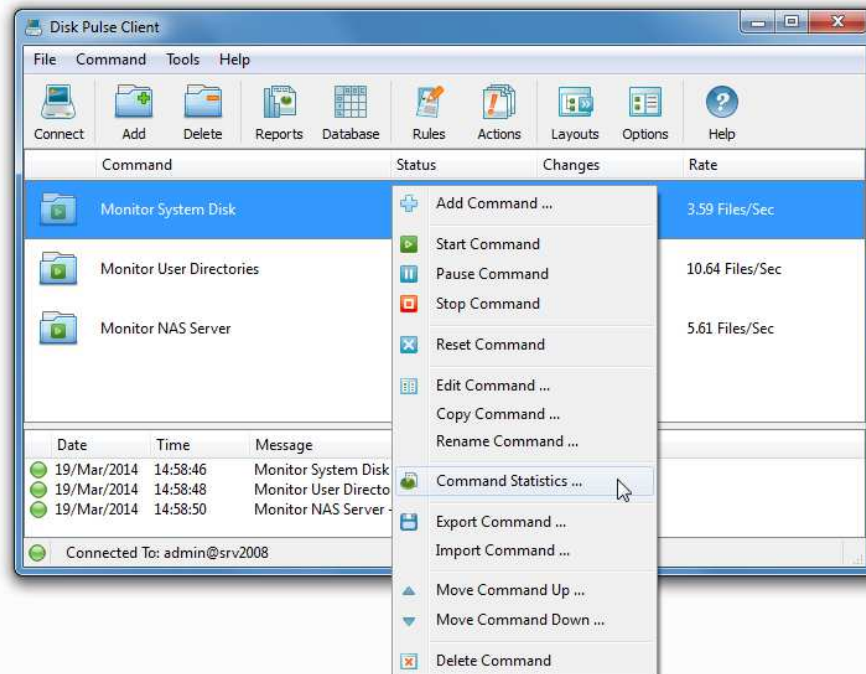 Disk Pulse Client
File Command Tools Help
Connect Add Delete Reports Database Rules Actions Layouts Options Help
Command Status Changes Rate
Monitor System Disk 3.59 Files/Sec
Monitor User Directories 10.64 Files/Sec
Monitor NAS Server 5.61 Files/Sec
Add Command ...
Start Command
Pause Command
Stop Command
Reset Command
Edit Command ...
Copy Command ...
Rename Command ...
Command Statistics ...
Export Command ...
Import Command ...
Move Command Up ...
Move Command Down ...
Delete Command
Date Time Message
19/Mar/2014 14:58:46 Monitor System Disk
19/Mar/2014 14:58:48 Monitor User Directo
19/Mar/2014 14:58:50 Monitor NAS Server -
Connected To: admin@srv2008